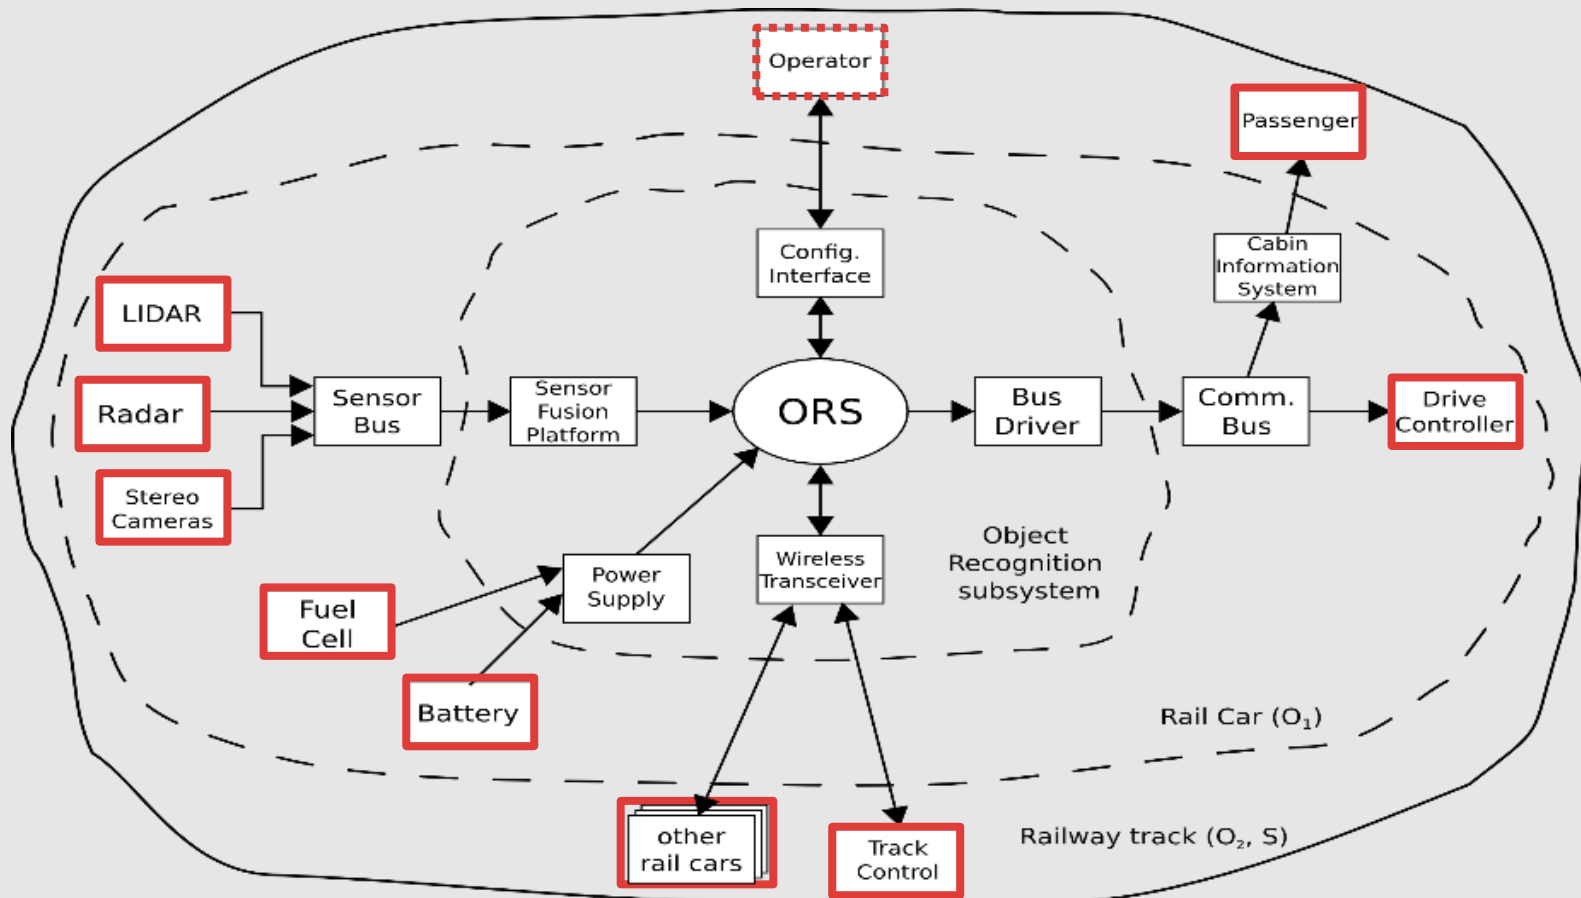 Operator
Passenger
Config.
Interface
Cabin
Information
System
LIDAR
Radar
Stereo
Cameras
Sensor
Bus
Sensor
Fusion
Platform
ORS
Bus
Driver
Comm.
Bus
Drive
Controller
Object
Recognition
subsystem
Wireless
Transceiver
Power
Supply
Fuel
Cell
Battery
Rail Car (O₁)
other
rail cars
Track
Control
Railway track (O₂, S)